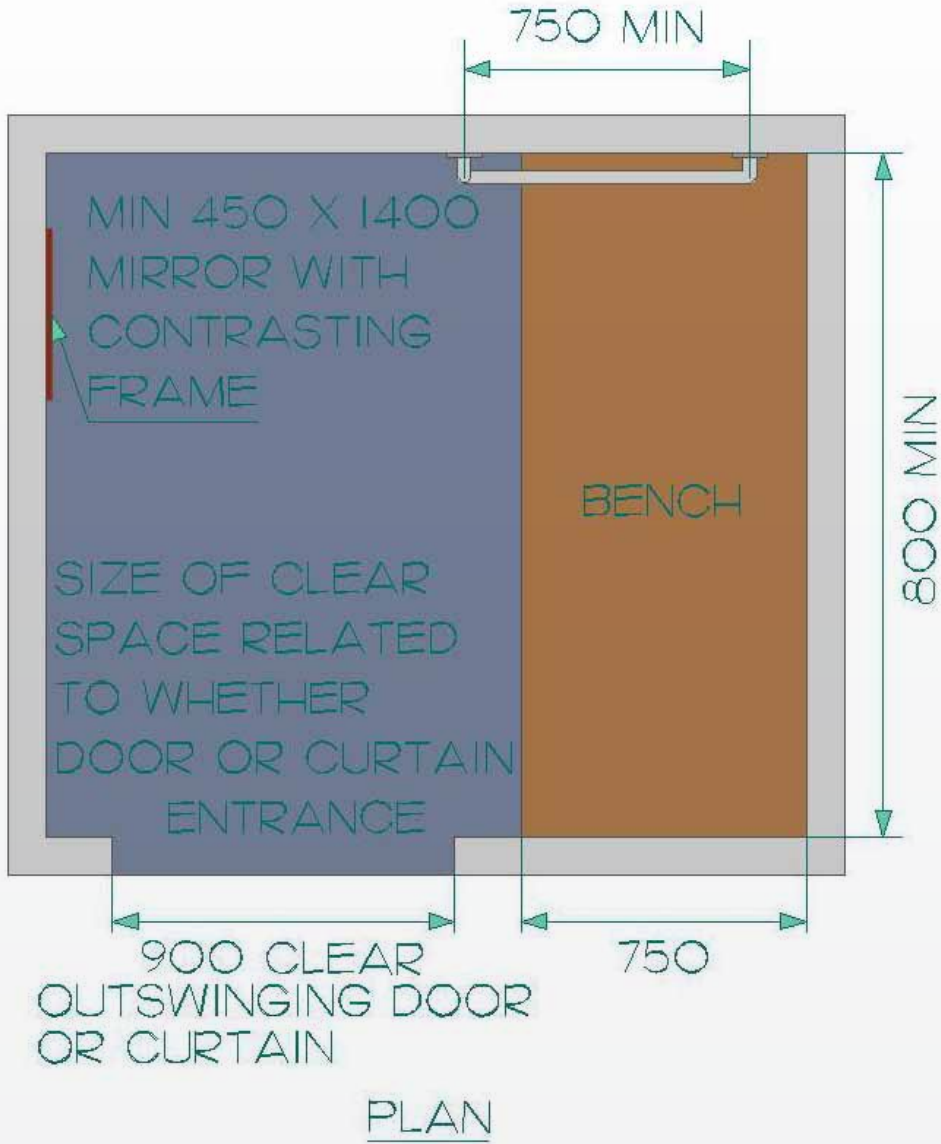 750 MIN
MIN 450 X 1400
MIRROR WITH
CONTRASTING
FRAME
BENCH
800 MIN
SIZE OF CLEAR
SPACE RELATED
TO WHETHER
DOOR OR CURTAIN
ENTRANCE
900 CLEAR
OUTSWINGING DOOR
OR CURTAIN
750
PLAN